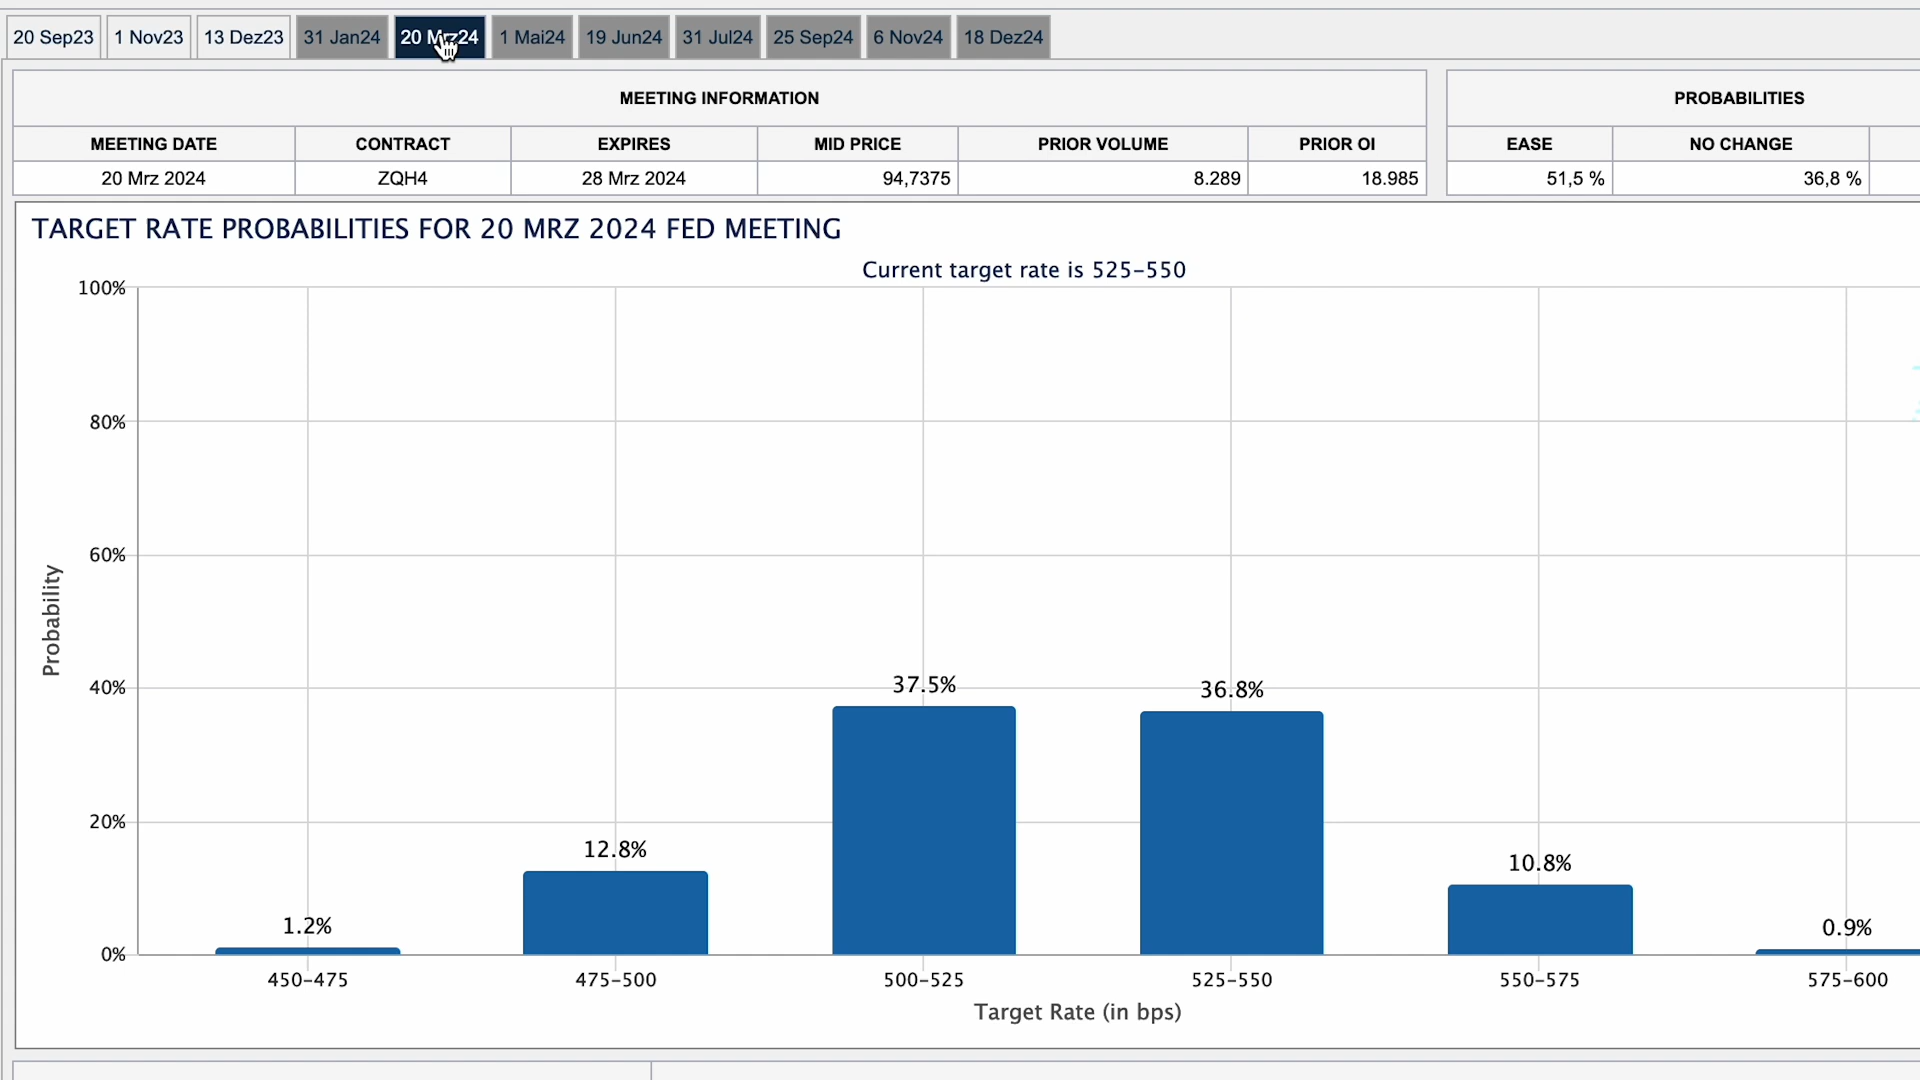 20 Sep23 1 Nov23 13 Dez23 31 Jan24 20 Mrz24 1 Mai24 19 Jun24 31 Jul24 25 Sep24 6 Nov24 18 Dez24
MEETING INFORMATION
MEETING DATE CONTRACT EXPIRES MID PRICE PRIOR VOLUME PRIOR OI
20 Mrz 2024 ZQH4 28 Mrz 2024 94,7375 8.289 18.985
PROBABILITIES
EASE NO CHANGE
51,5 % 36,8 %
TARGET RATE PROBABILITIES FOR 20 MRZ 2024 FED MEETING
Current target rate is 525–550
Probability
100%
80%
60%
40%
20%
0%
1.2% 12.8% 37.5% 36.8% 10.8% 0.9%
450–475 475–500 500–525 525–550 550–575 575–600
Target Rate (in bps)